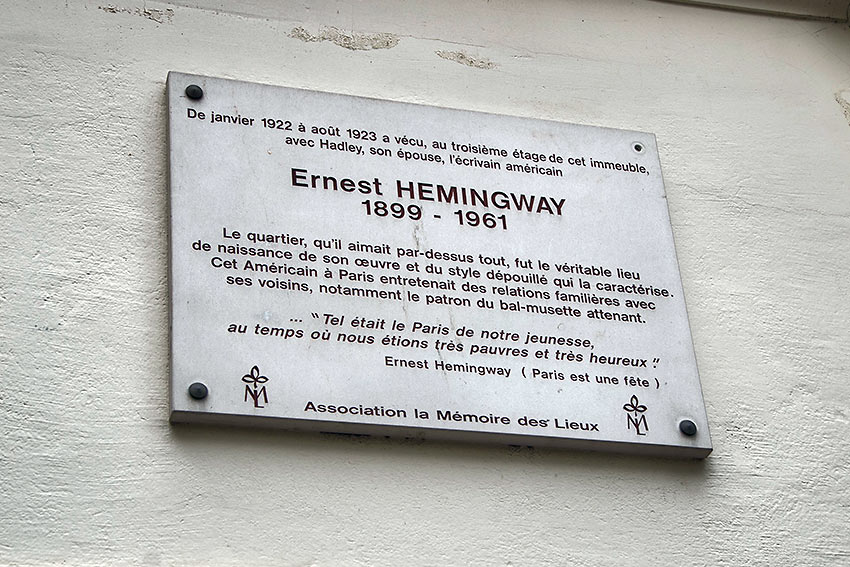 De janvier 1922 à août 1923 a vécu, au troisième étage de cet immeuble,
avec Hadley, son épouse, l'écrivain américain
Ernest HEMINGWAY
1899 - 1961
Le quartier, qu'il aimait par-dessus tout, fut le véritable lieu
de naissance de son œuvre et du style dépouillé qui la caractérise.
Cet Américain à Paris entretenait des relations familières avec
ses voisins, notamment le patron du bal-musette attenant.
... “Tel était le Paris de notre jeunesse,
au temps où nous étions très pauvres et très heureux”.
Ernest Hemingway ( Paris est une fête )
ML
Association la Mémoire des Lieux
ML